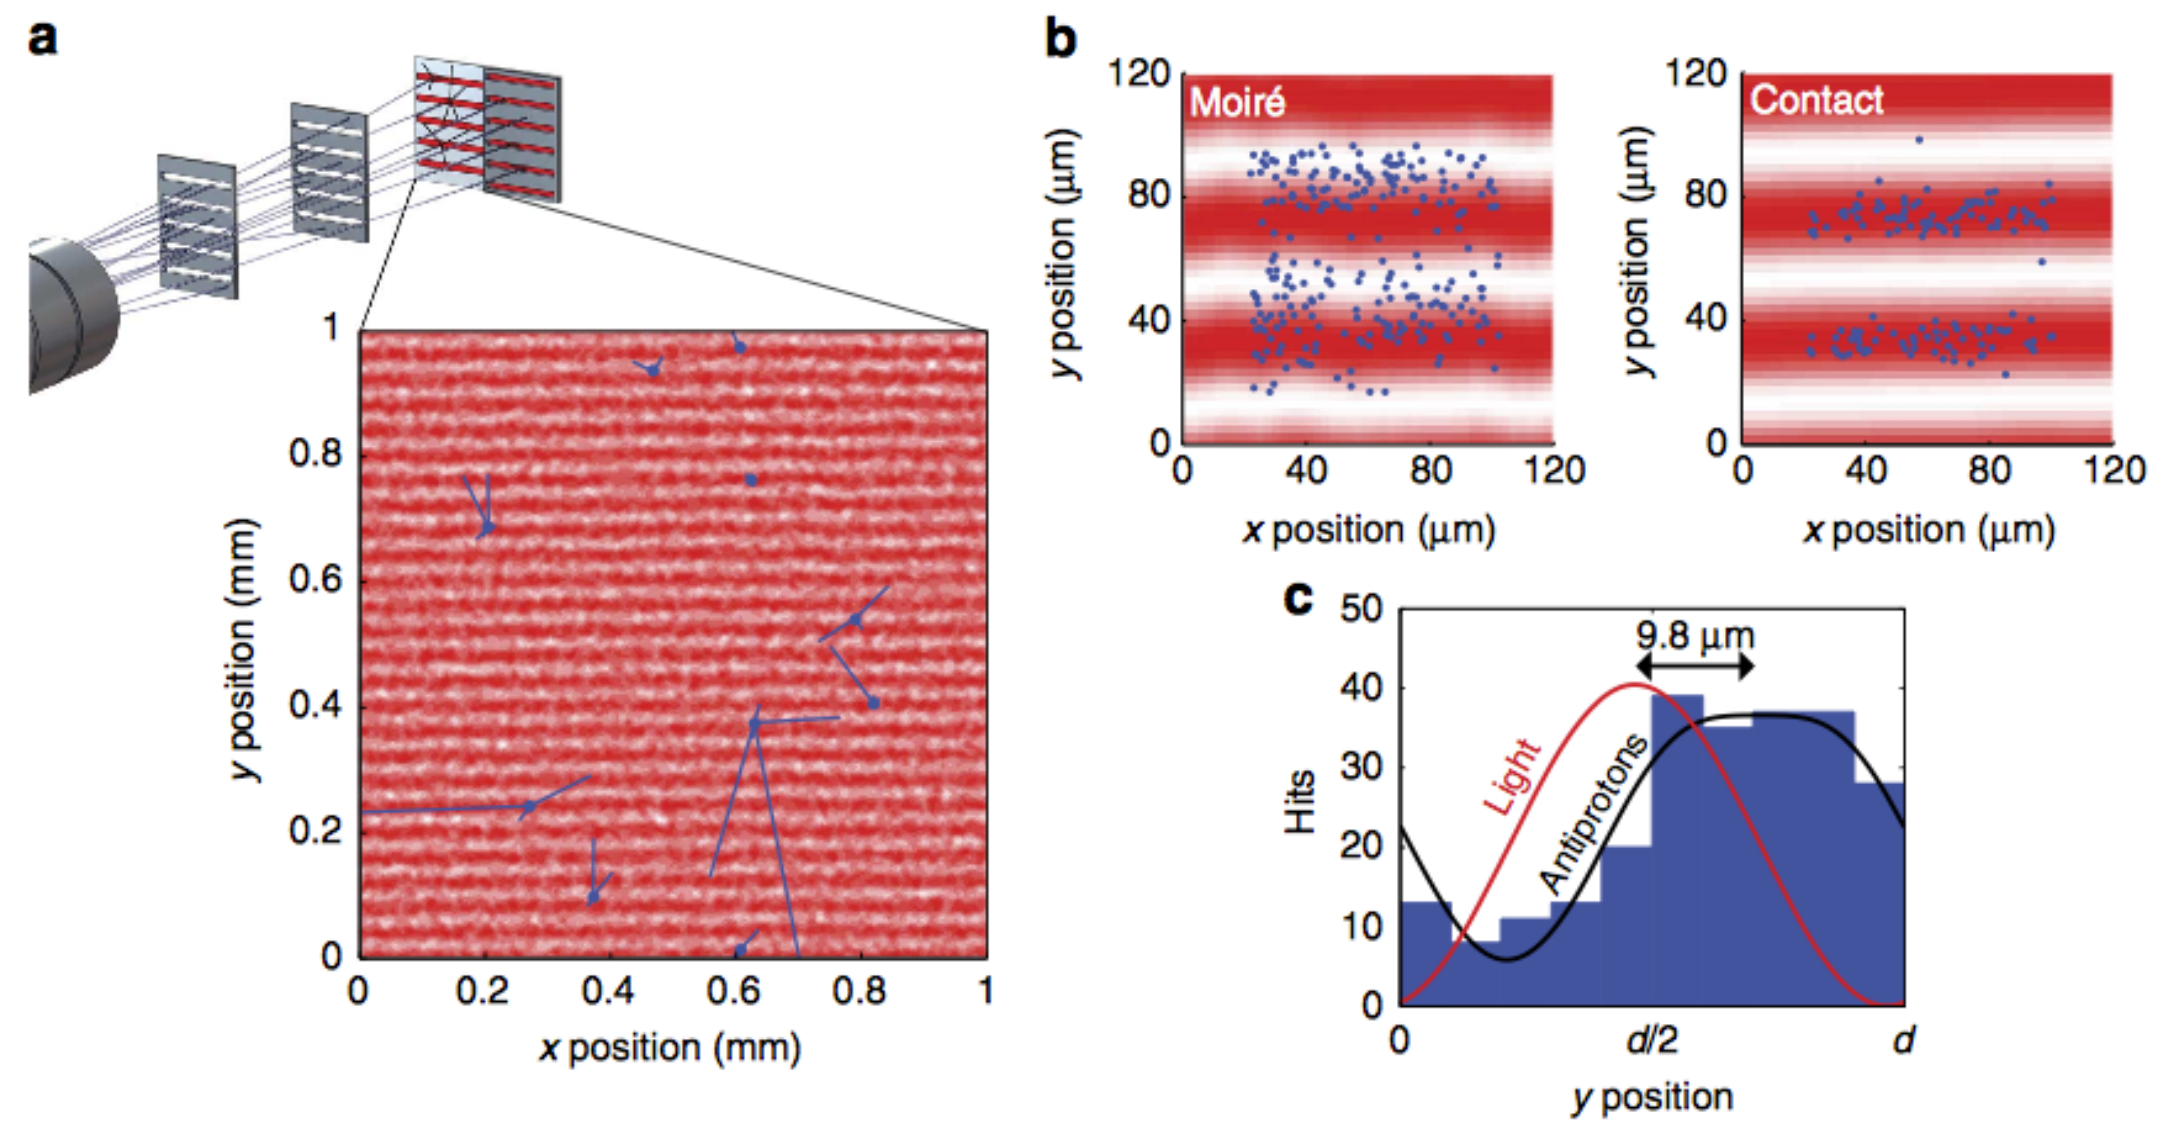 a
1
0.8
0.6
0.4
0.2
0
y position (mm)
0 0.2 0.4 0.6 0.8 1
x position (mm)
b
Moiré
120
80
40
0
y position (μm)
0 40 80 120
x position (μm)
Contact
120
80
40
0
y position (μm)
0 40 80 120
x position (μm)
c
9.8 μm
Light
Antiprotons
50
40
30
20
10
0
Hits
0 d/2 d
y position